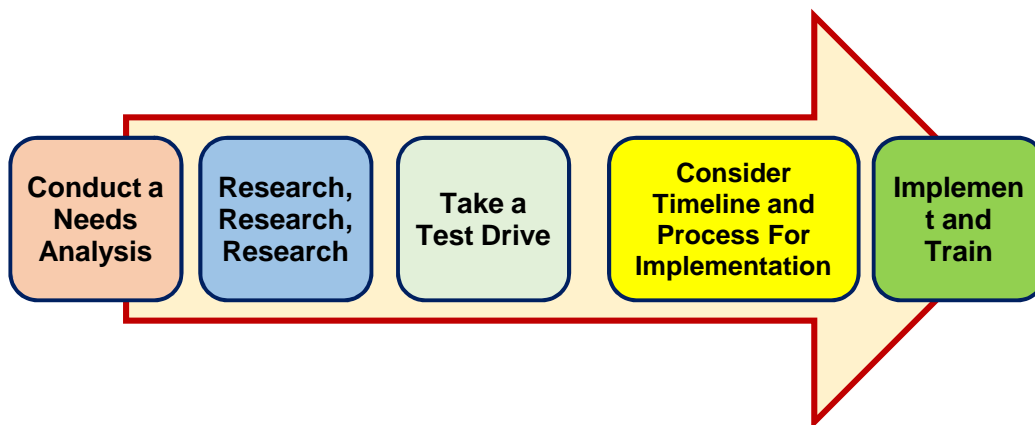 Conduct a
Needs
Analysis
Research,
Research,
Research
Take a
Test Drive
Consider
Timeline and
Process For
Implementation
Implemen
t and
Train